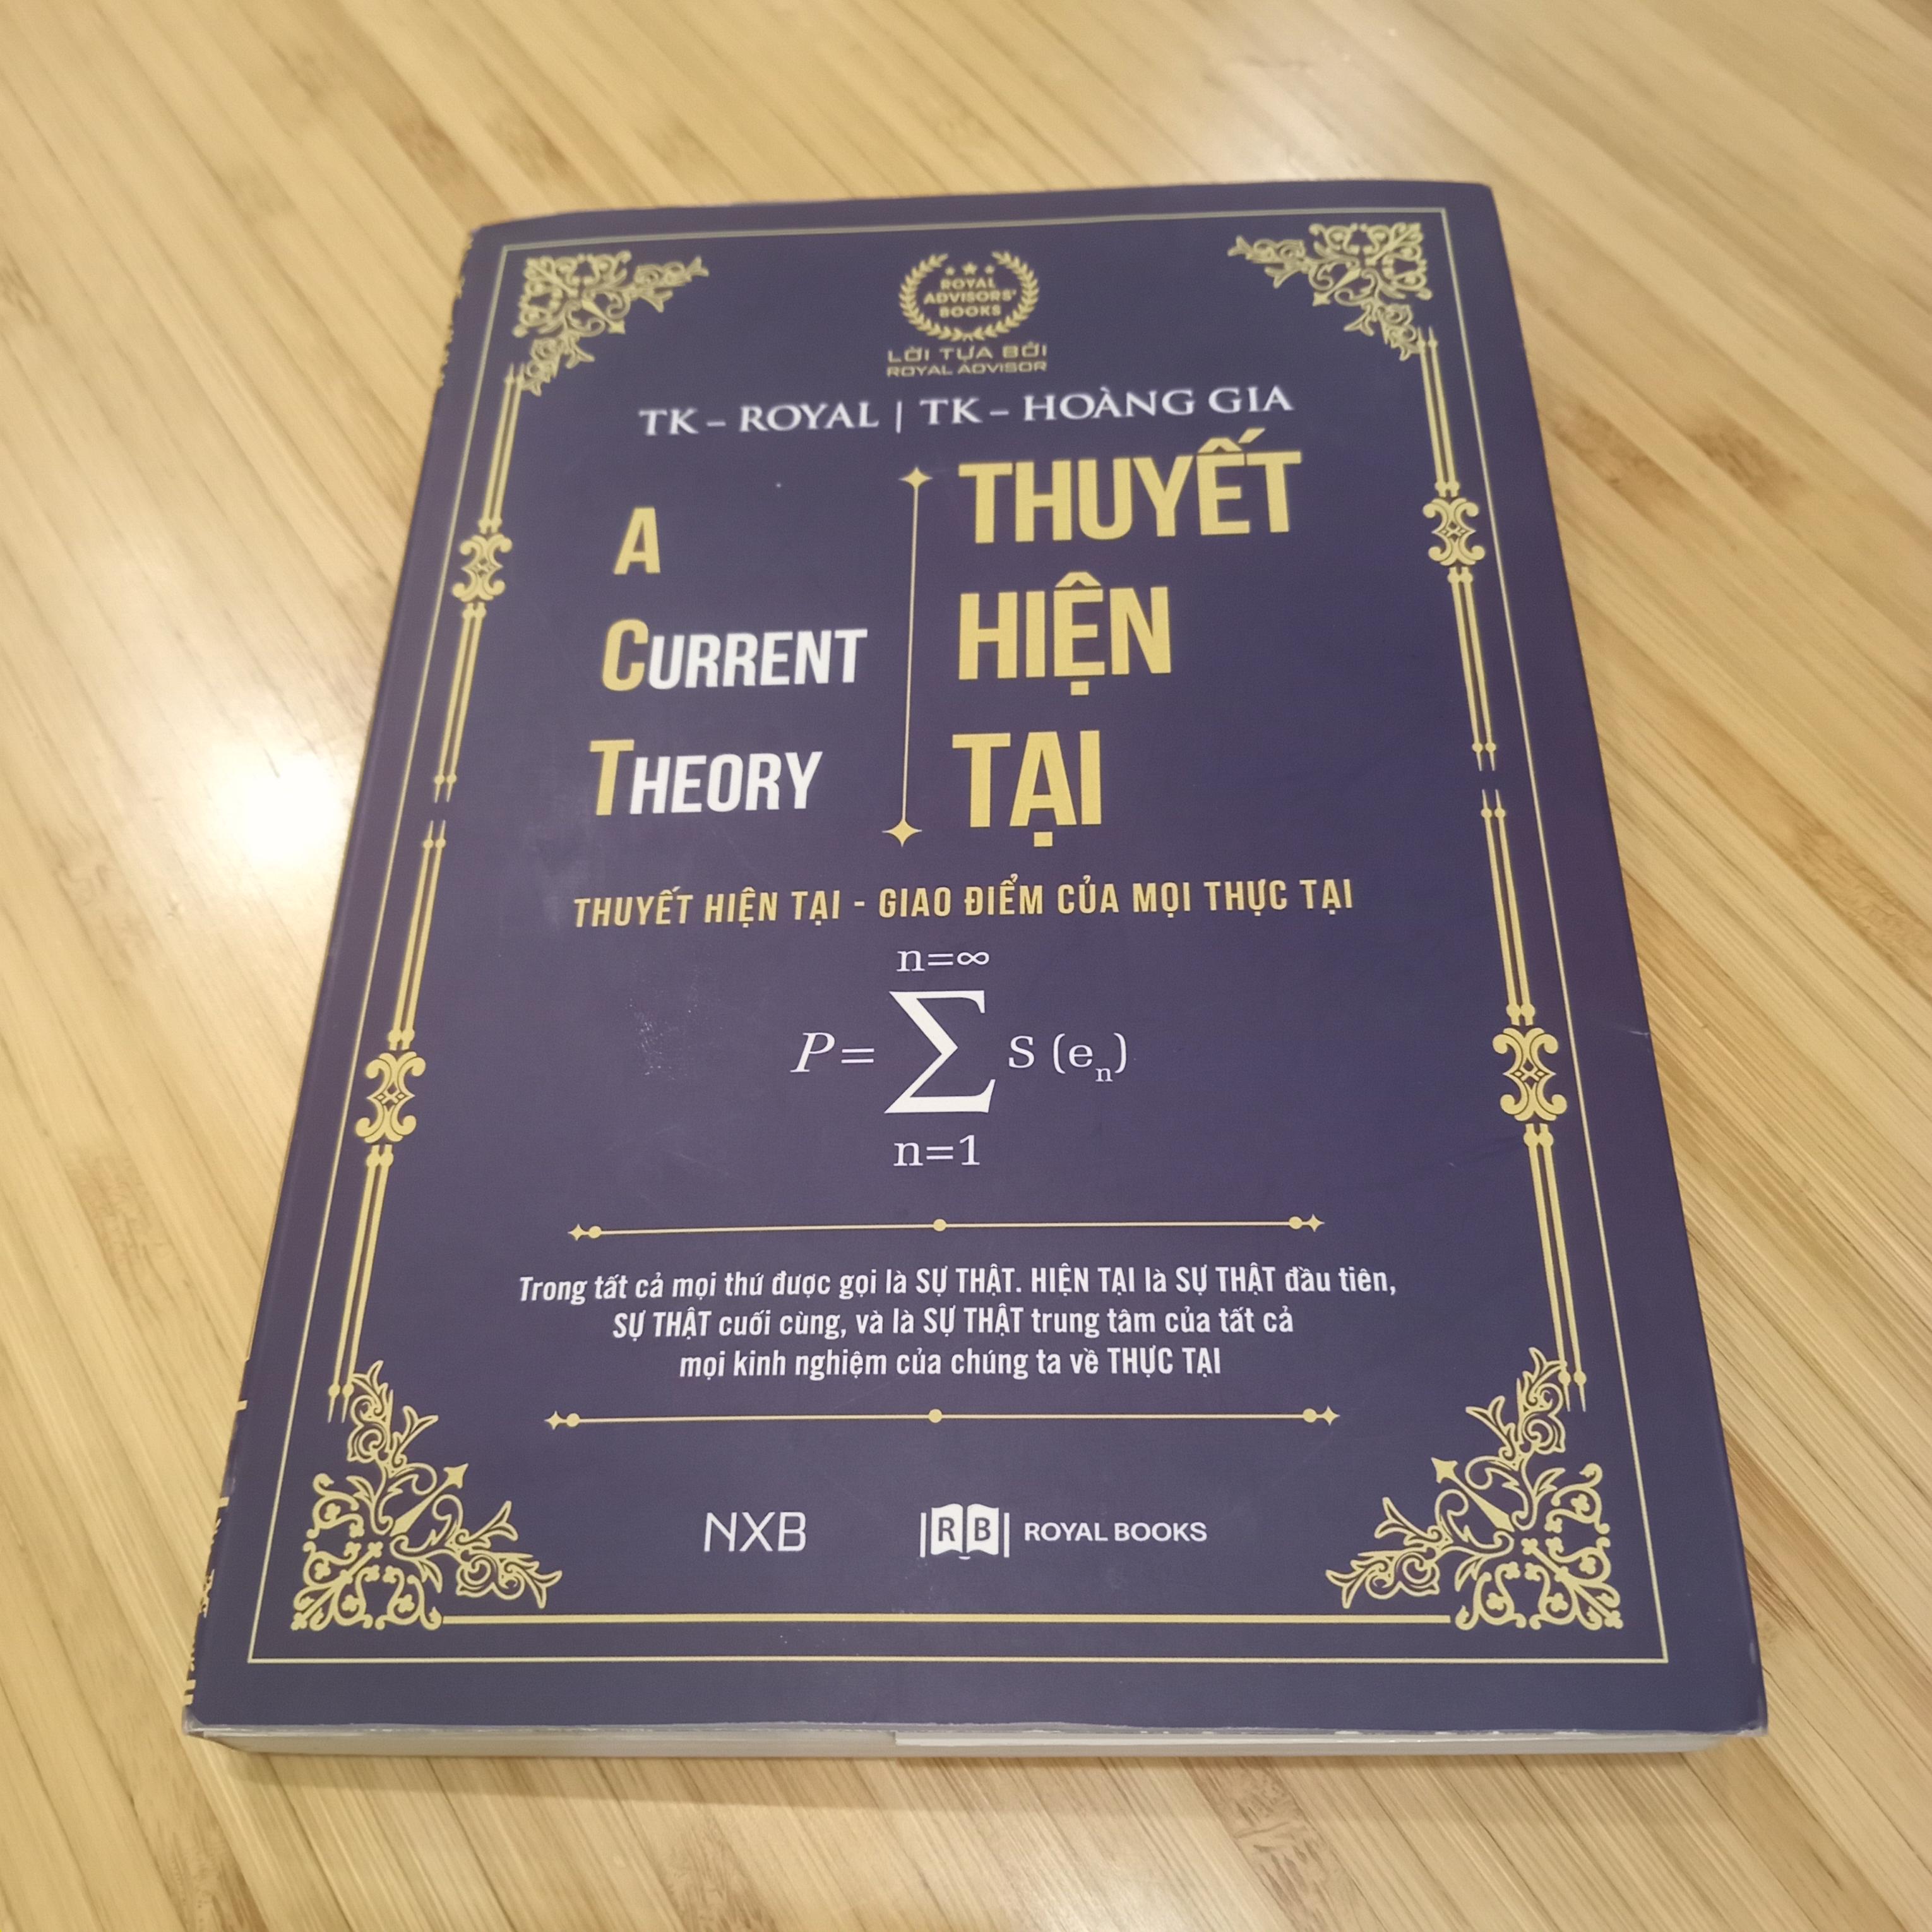 ROYAL
ADVISORS'
BOOKS
LỜI TỰA BỞI
ROYAL ADVISOR
TK – ROYAL | TK – HOÀNG GIA
A
CURRENT
THEORY
THUYẾT
HIỆN
TẠI
THUYẾT HIỆN TẠI - GIAO ĐIỂM CỦA MỌI THỰC TẠI
n=∞
P= ∑ S (eₙ)
n=1
Trong tất cả mọi thứ được gọi là SỰ THẬT. HIỆN TẠI là SỰ THẬT đầu tiên,
SỰ THẬT cuối cùng, và là SỰ THẬT trung tâm của tất cả
mọi kinh nghiệm của chúng ta về THỰC TẠI
NXB
RB ROYAL BOOKS